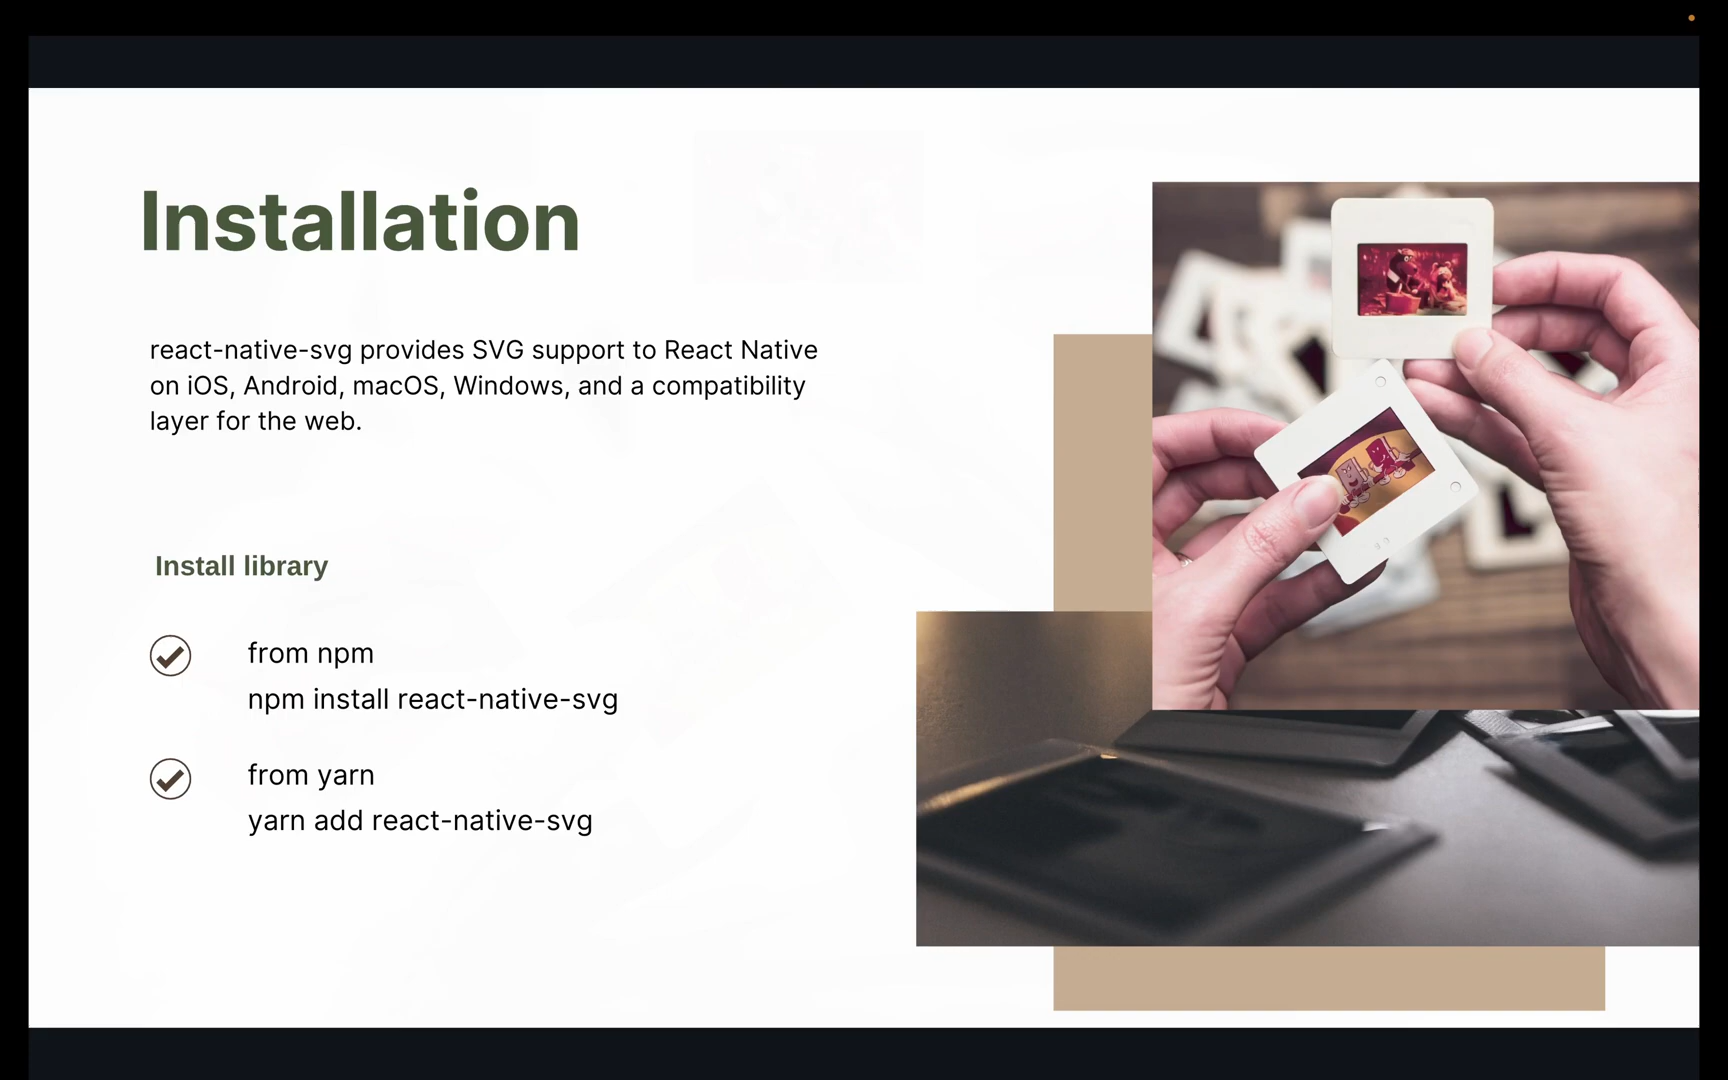 Installation
react-native-svg provides SVG support to React Native
on iOS, Android, macOS, Windows, and a compatibility
layer for the web.
Install library
from npm
npm install react-native-svg
from yarn
yarn add react-native-svg